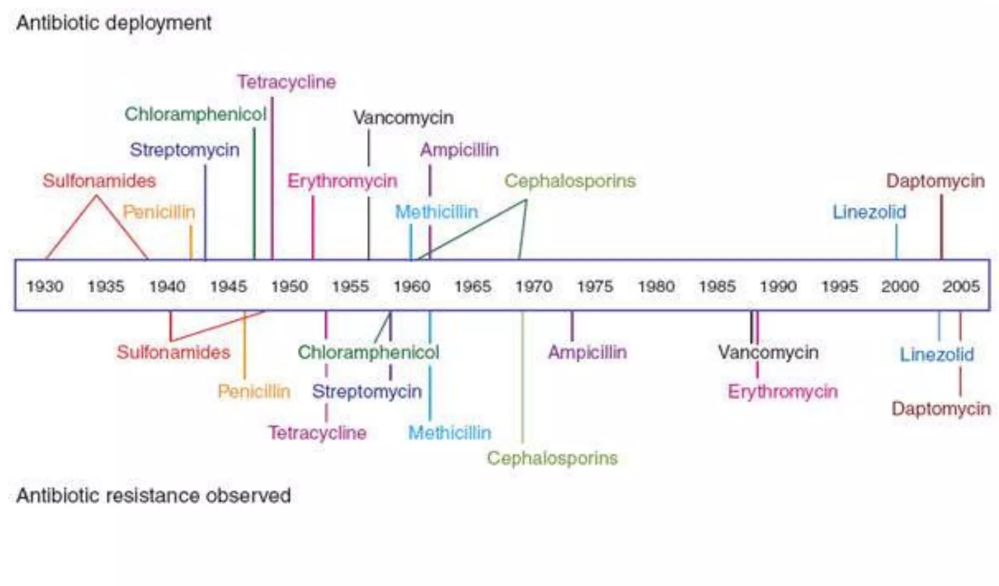 Antibiotic deployment
Tetracycline
Chloramphenicol
Vancomycin
Streptomycin
Ampicillin
Sulfonamides
Erythromycin
Cephalosporins
Daptomycin
Penicillin
Methicillin
Linezolid
1930 1935 1940 1945 1950 1955 1960 1965 1970 1975 1980 1985 1990 1995 2000 2005
Sulfonamides
Chloramphenicol
Ampicillin
Vancomycin
Linezolid
Penicillin
Streptomycin
Erythromycin
Daptomycin
Tetracycline
Methicillin
Cephalosporins
Antibiotic resistance observed